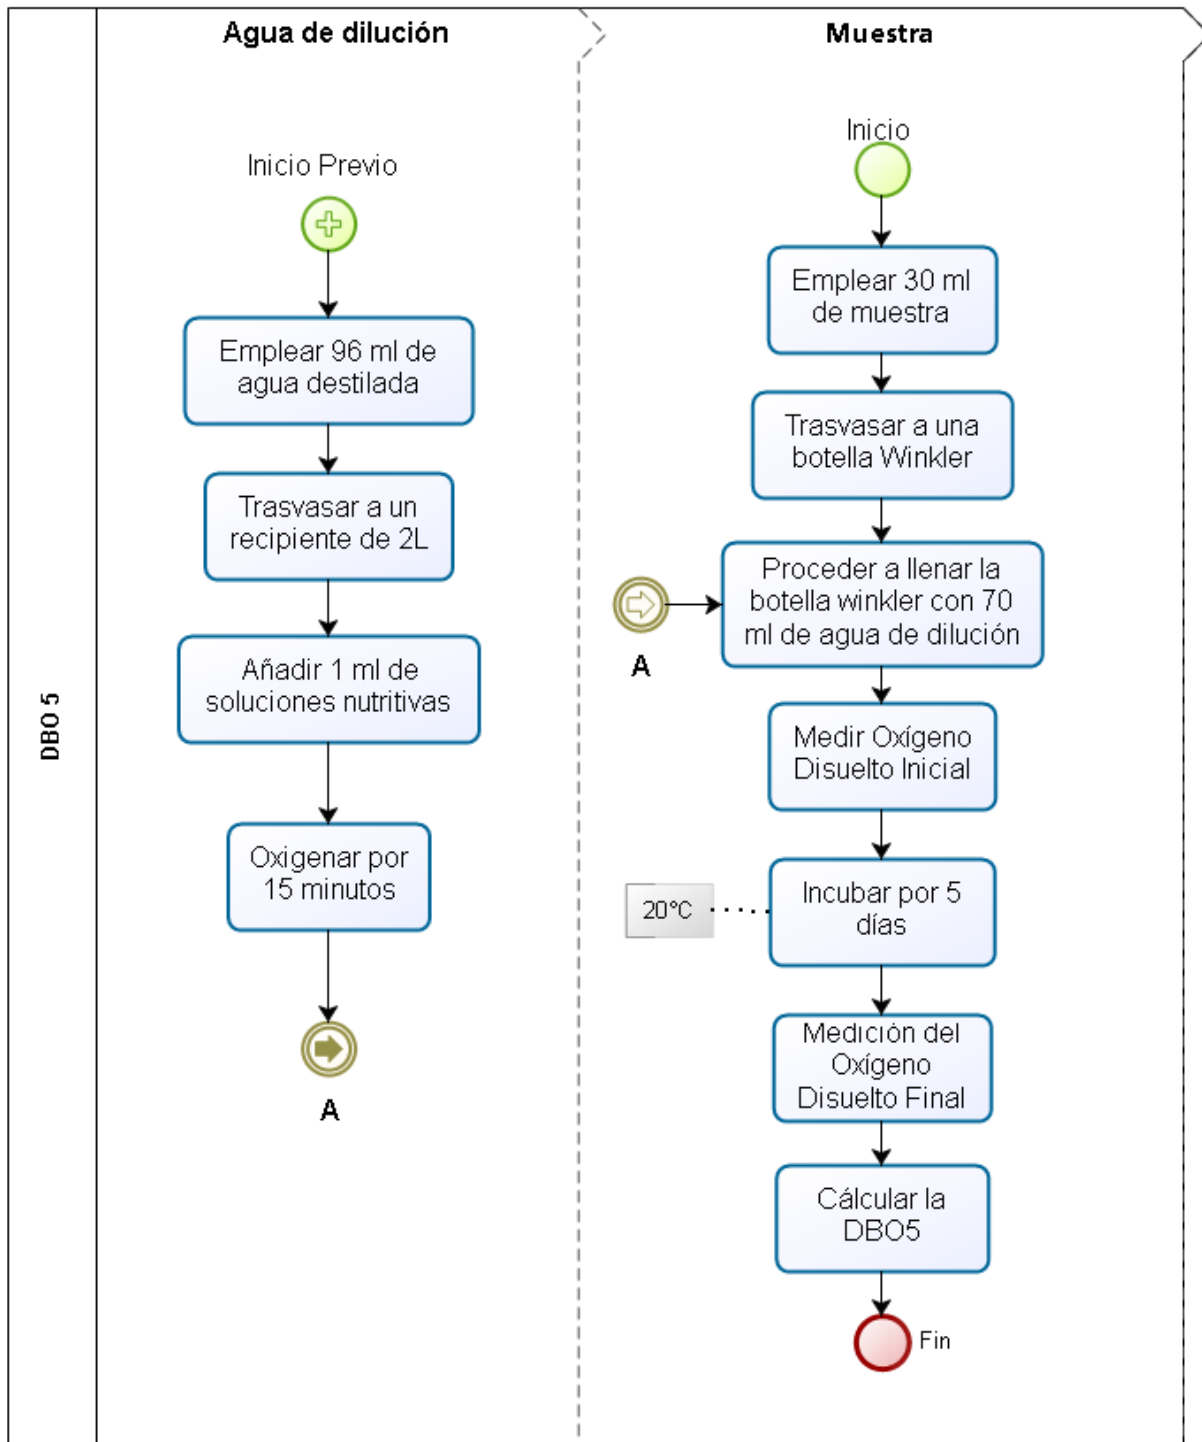 Agua de dilución
Muestra
DBO 5
Inicio Previo
Emplear 96 ml de
agua destilada
Trasvasar a un
recipiente de 2L
Añadir 1 ml de
soluciones nutritivas
Oxigenar por
15 minutos
A
Inicio
Emplear 30 ml
de muestra
Trasvasar a una
botella Winkler
Proceder a llenar la
botella winkler con 70
ml de agua de dilución
A
Medir Oxígeno
Disuelto Inicial
Incubar por 5
días
20°C
Medición del
Oxígeno
Disuelto Final
Cálcular la
DBO5
Fin